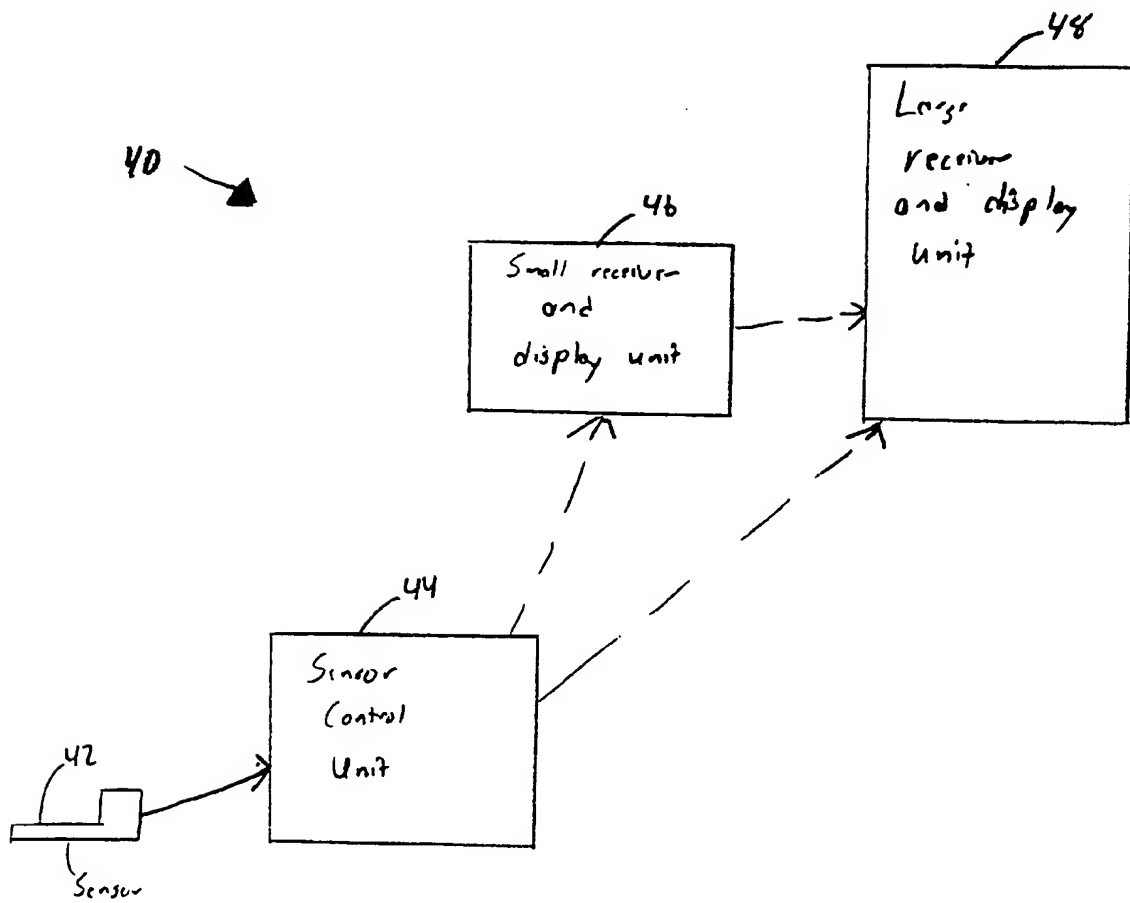 48
Large
receiver
and display
unit
40
46
Small receiver
and
display unit
44
Sensor
Control
Unit
42
Sensor